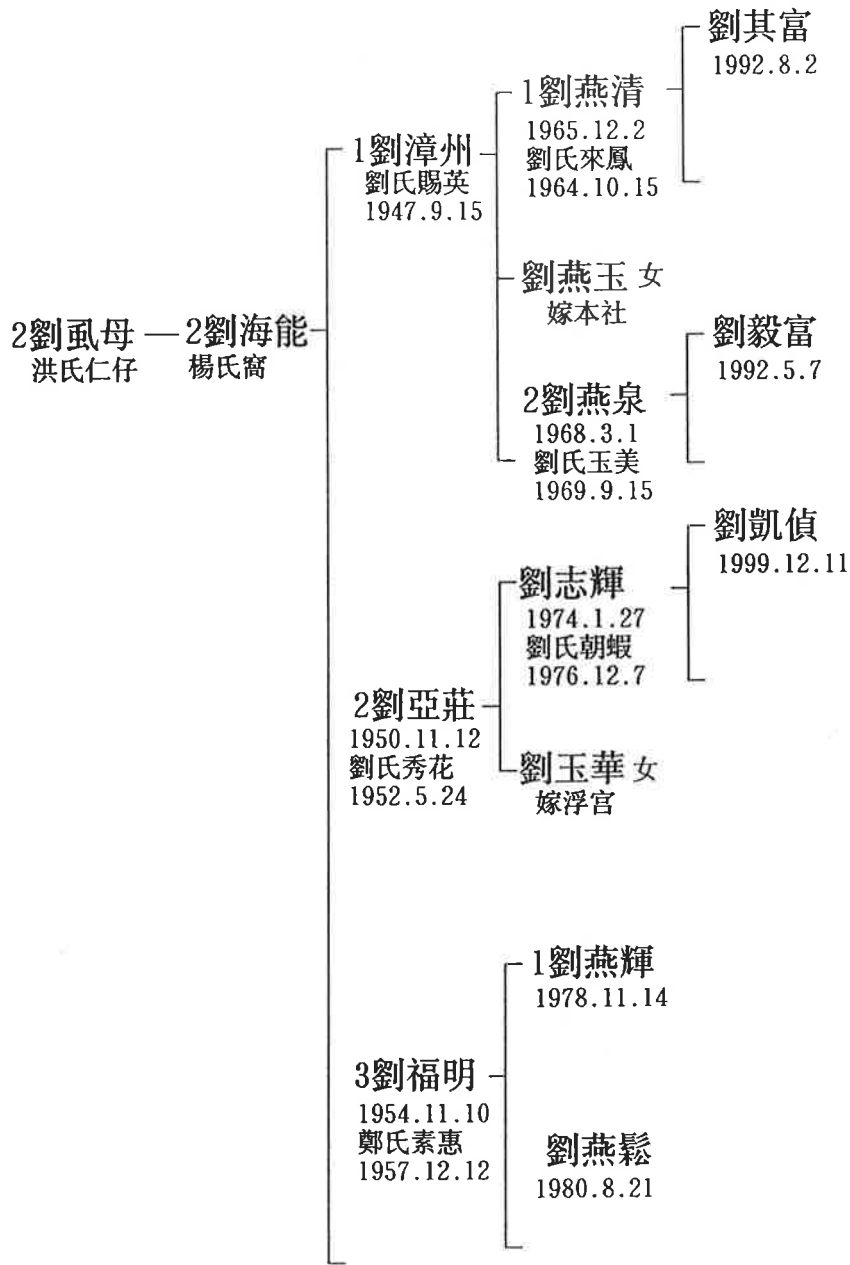 2劉虱母
洪氏仁仔
2劉海能
楊氏窩
1劉漳州
劉氏賜英
1947.9.15
1劉燕清
1965.12.2
劉氏來鳳
1964.10.15
劉其富
1992.8.2
劉燕玉 女
嫁本社
2劉燕泉
1968.3.1
劉氏玉美
1969.9.15
劉毅富
1992.5.7
2劉亞莊
1950.11.12
劉氏秀花
1952.5.24
劉志輝
1974.1.27
劉氏朝蝦
1976.12.7
劉凱偵
1999.12.11
劉玉華 女
嫁浮宫
3劉福明
1954.11.10
鄭氏素惠
1957.12.12
1劉燕輝
1978.11.14
劉燕鬆
1980.8.21